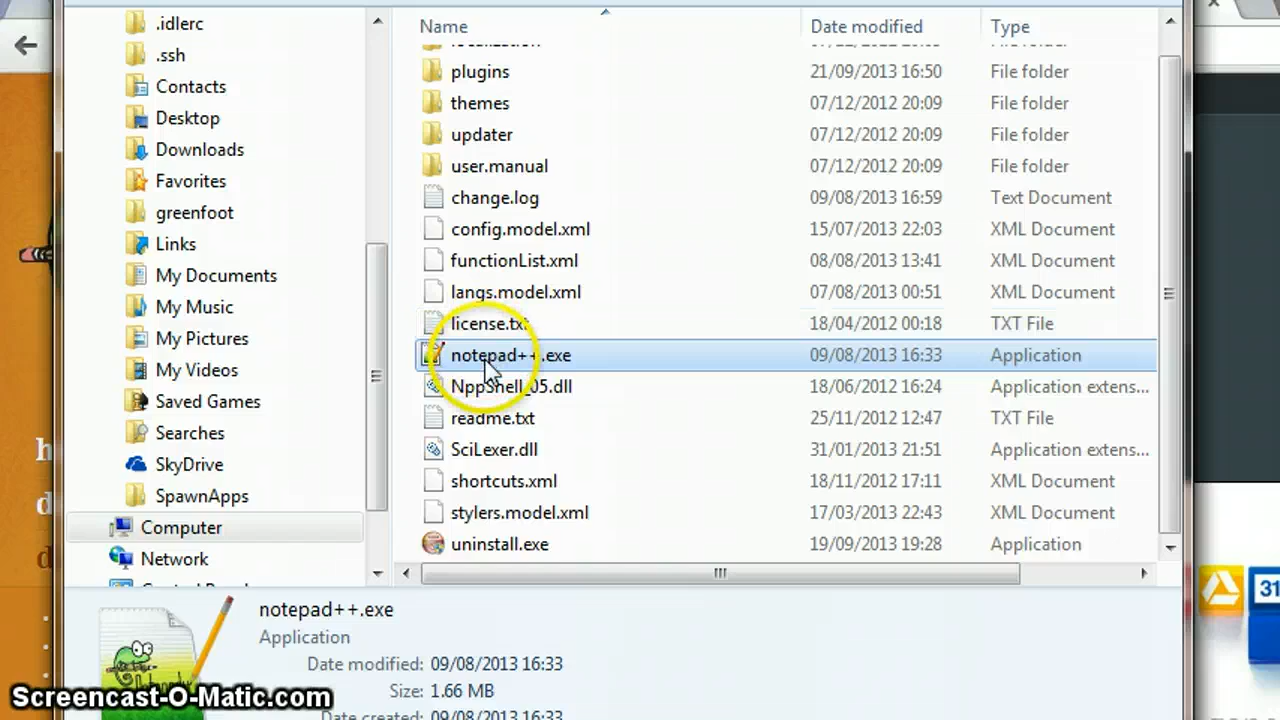 Name Date modified Type
.idlerc
.ssh
Contacts
Desktop
Downloads
Favorites
greenfoot
Links
My Documents
My Music
My Pictures
My Videos
Saved Games
Searches
SkyDrive
SpawnApps
Computer
Network
plugins 21/09/2013 16:50 File folder
themes 07/12/2012 20:09 File folder
updater 07/12/2012 20:09 File folder
user.manual 07/12/2012 20:09 File folder
change.log 09/08/2013 16:59 Text Document
config.model.xml 15/07/2013 22:03 XML Document
functionList.xml 08/08/2013 13:41 XML Document
langs.model.xml 07/08/2013 00:51 XML Document
license.txt 18/04/2012 00:18 TXT File
notepad++.exe 09/08/2013 16:33 Application
NppShell_05.dll 18/06/2012 16:24 Application extens...
readme.txt 25/11/2012 12:47 TXT File
SciLexer.dll 31/01/2013 21:51 Application extens...
shortcuts.xml 18/11/2012 17:11 XML Document
stylers.model.xml 17/03/2013 22:43 XML Document
uninstall.exe 19/09/2013 19:28 Application
notepad++.exe
Application
Date modified: 09/08/2013 16:33
Size: 1.66 MB
Date created: 09/08/2013 16:33
Screencast-O-Matic.com
h
d
d
31